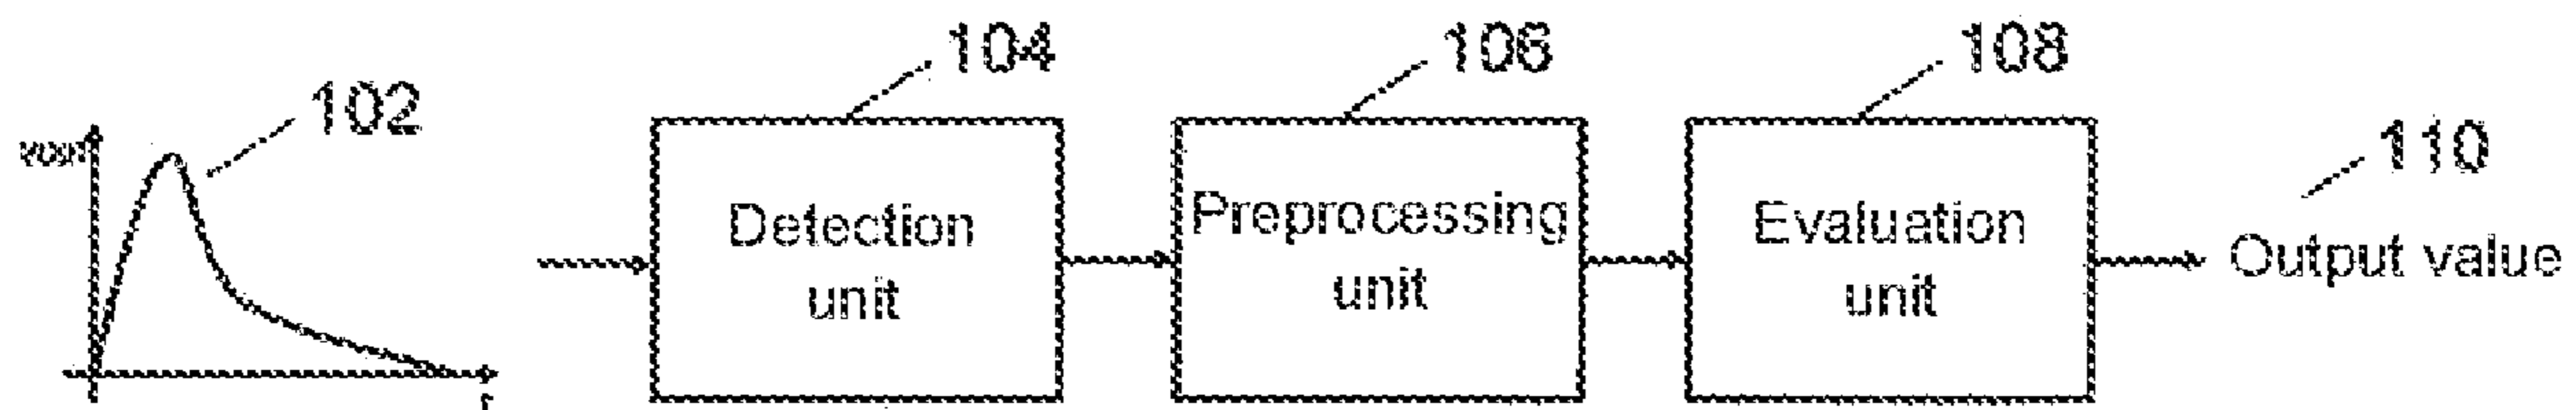 102
104
106
108
110
Detection
unit
Preprocessing
unit
Evaluation
unit
Output value